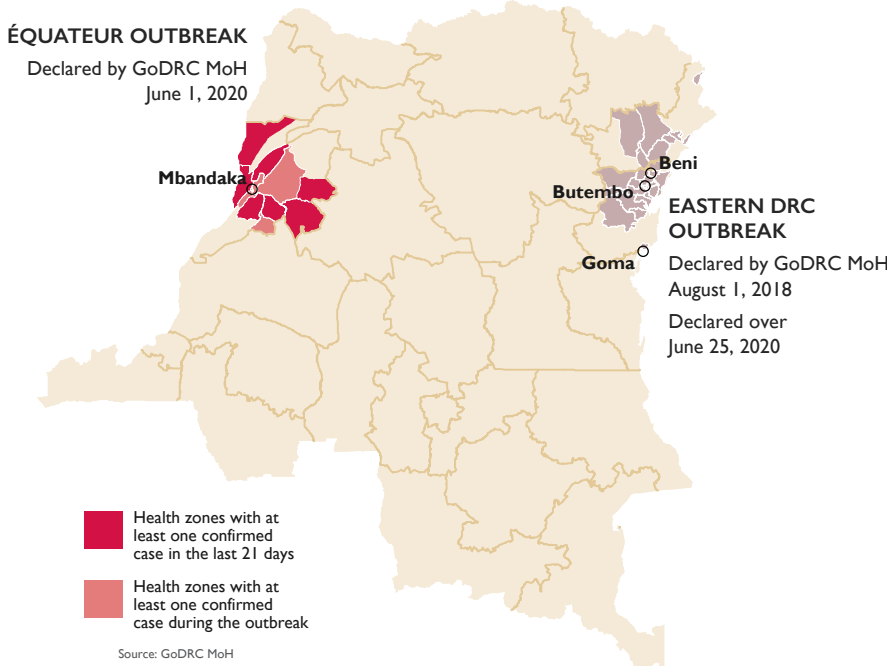 ÉQUATEUR OUTBREAK
Declared by GoDRC MoH
June 1, 2020
Mbandaka
Beni
Butembo
EASTERN DRC
OUTBREAK
Goma
Declared by GoDRC MoH
August 1, 2018
Declared over
June 25, 2020
Health zones with at
least one confirmed
case in the last 21 days
Health zones with at
least one confirmed
case during the outbreak
Source: GoDRC MoH